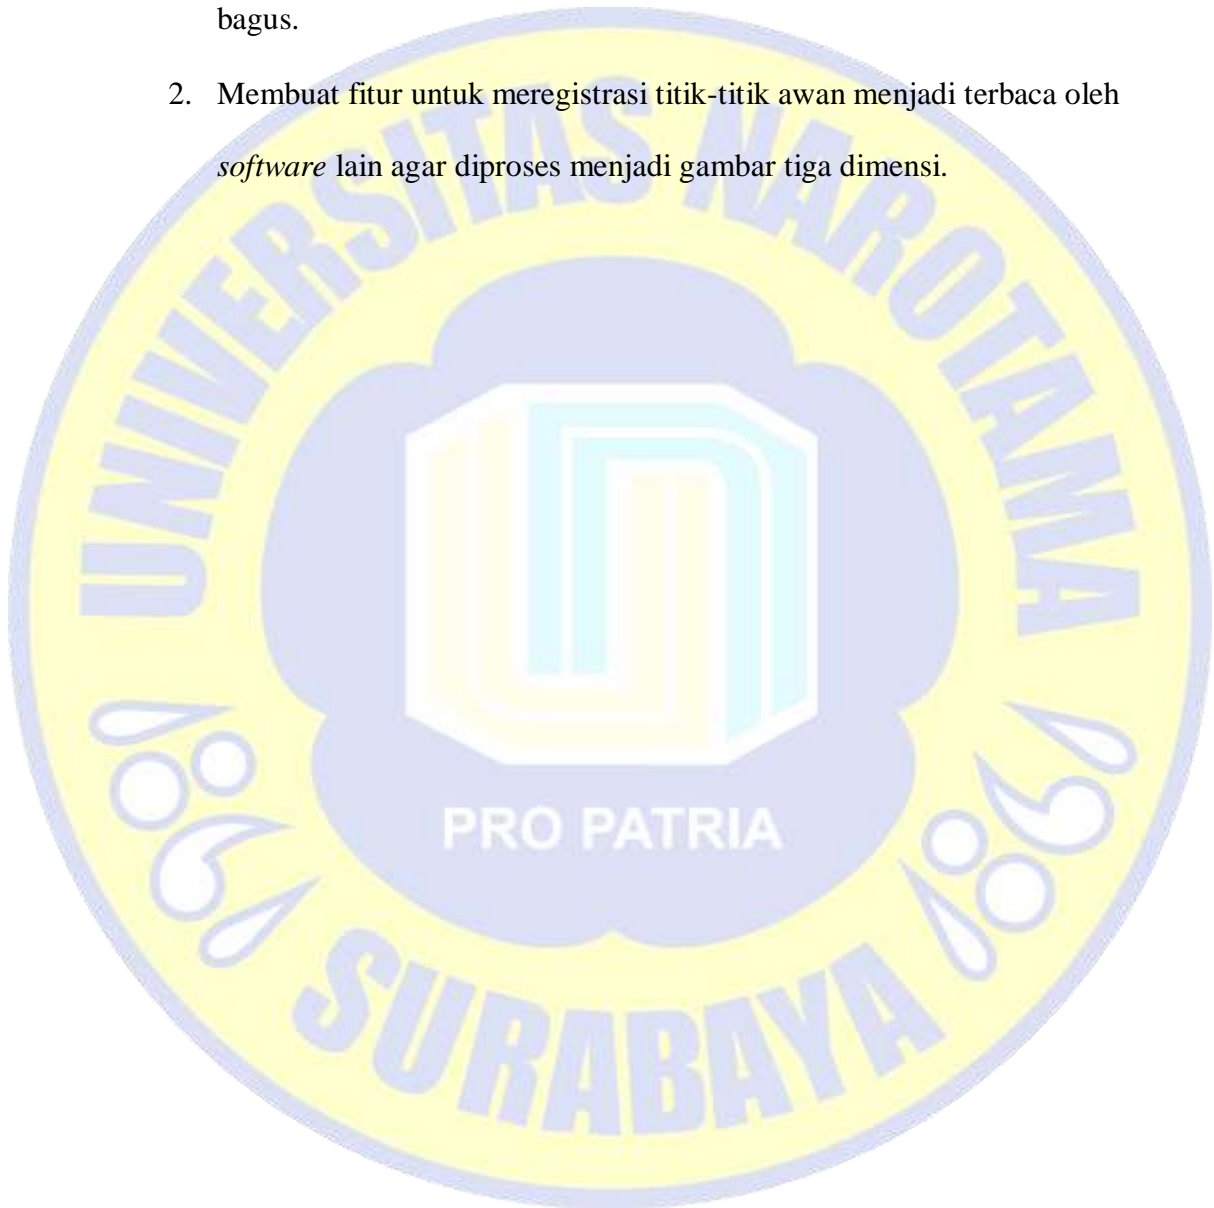 bagus.
2. Membuat fitur untuk meregistrasi titik-titik awan menjadi terbaca oleh
software lain agar diproses menjadi gambar tiga dimensi.
UNIVERSITAS NAROTAMA
PRO PATRIA
SURABAYA